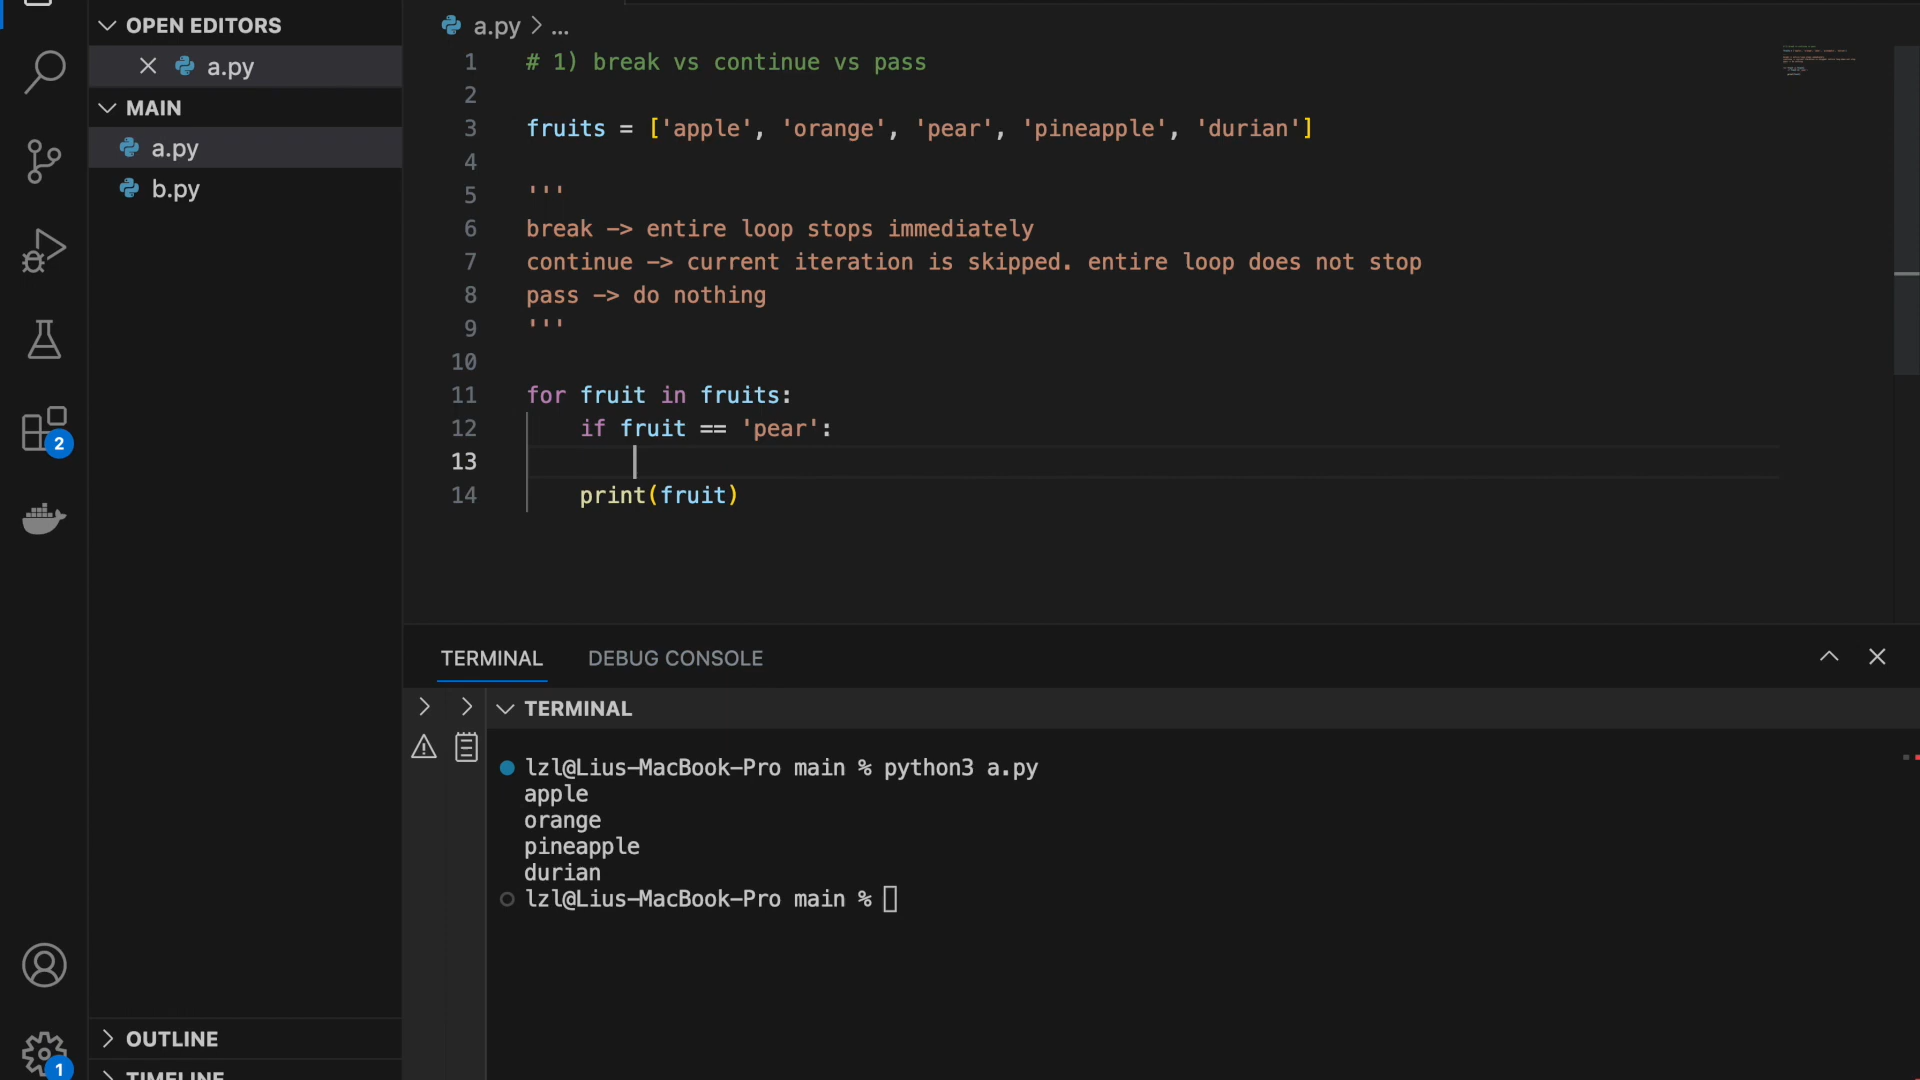 OPEN EDITORS
a.py
MAIN
a.py
b.py
2
OUTLINE
1
TIMELINE
a.py > ...
1 # 1) break vs continue vs pass
2
3 fruits = ['apple', 'orange', 'pear', 'pineapple', 'durian']
4
5 '''
6 break -> entire loop stops immediately
7 continue -> current iteration is skipped. entire loop does not stop
8 pass -> do nothing
9 '''
10
11 for fruit in fruits:
12 if fruit == 'pear':
13
14 print(fruit)
TERMINAL DEBUG CONSOLE
TERMINAL
lzl@Lius-MacBook-Pro main % python3 a.py
apple
orange
pineapple
durian
lzl@Lius-MacBook-Pro main %